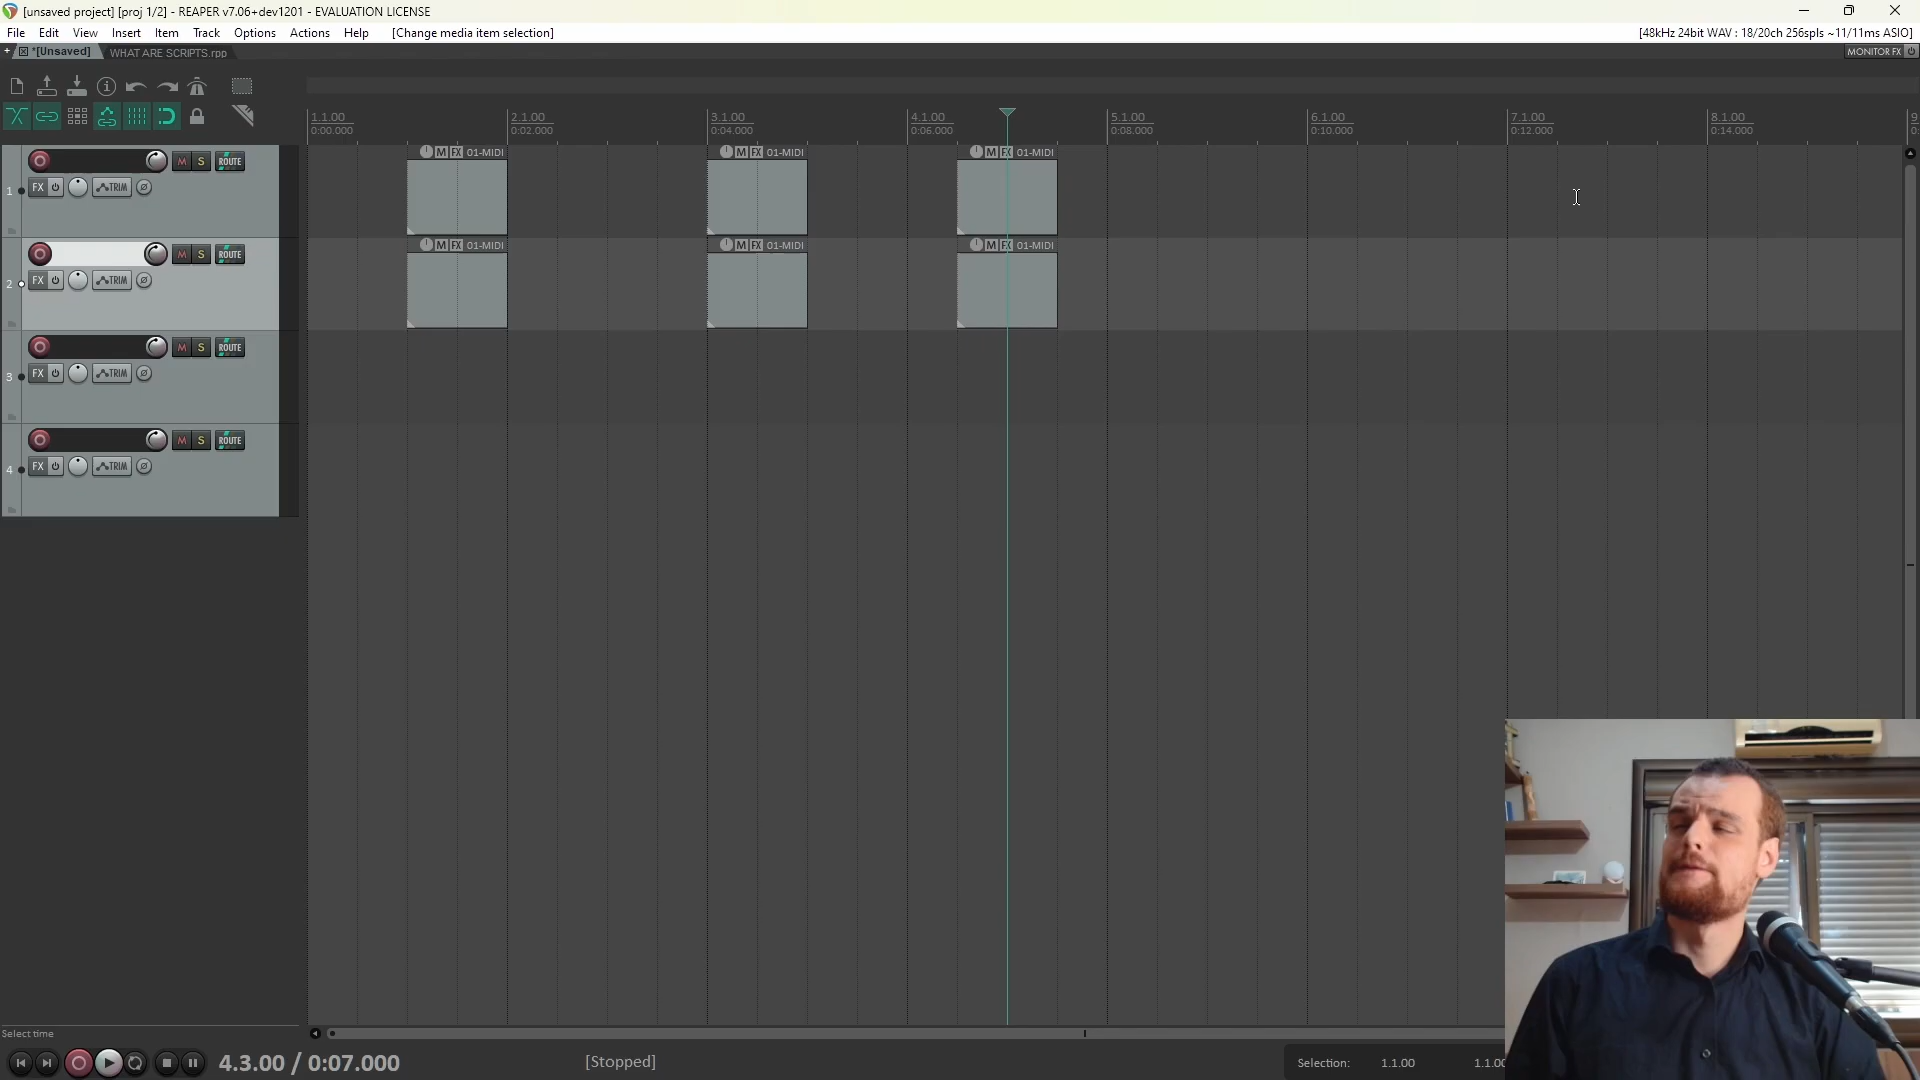 [unsaved project] [proj 1/2] - REAPER v7.06+dev1201 - EVALUATION LICENSE
File Edit View Insert Item Track Options Actions Help [Change media item selection]
[48kHz 24bit WAV : 18/20ch 256spls ~11/11ms ASIO]
+ *[Unsaved] WHAT ARE SCRIPTS.rpp
MONITOR FX
1.1.00 2.1.00 3.1.00 4.1.00 5.1.00 6.1.00 7.1.00 8.1.00 9
0:00.000 0:02.000 0:04.000 0:06.000 0:08.000 0:10.000 0:12.000 0:14.000 0:
M FX 01-MIDI M FX 01-MIDI M FX 01-MIDI
M S ROUTE
1 FX TRIM
M FX 01-MIDI M FX 01-MIDI M FX 01-MIDI
M S ROUTE
2 FX TRIM
M S ROUTE
3 FX TRIM
M S ROUTE
4 FX TRIM
Select time
4.3.00 / 0:07.000 [Stopped] Selection: 1.1.00 1.1.00